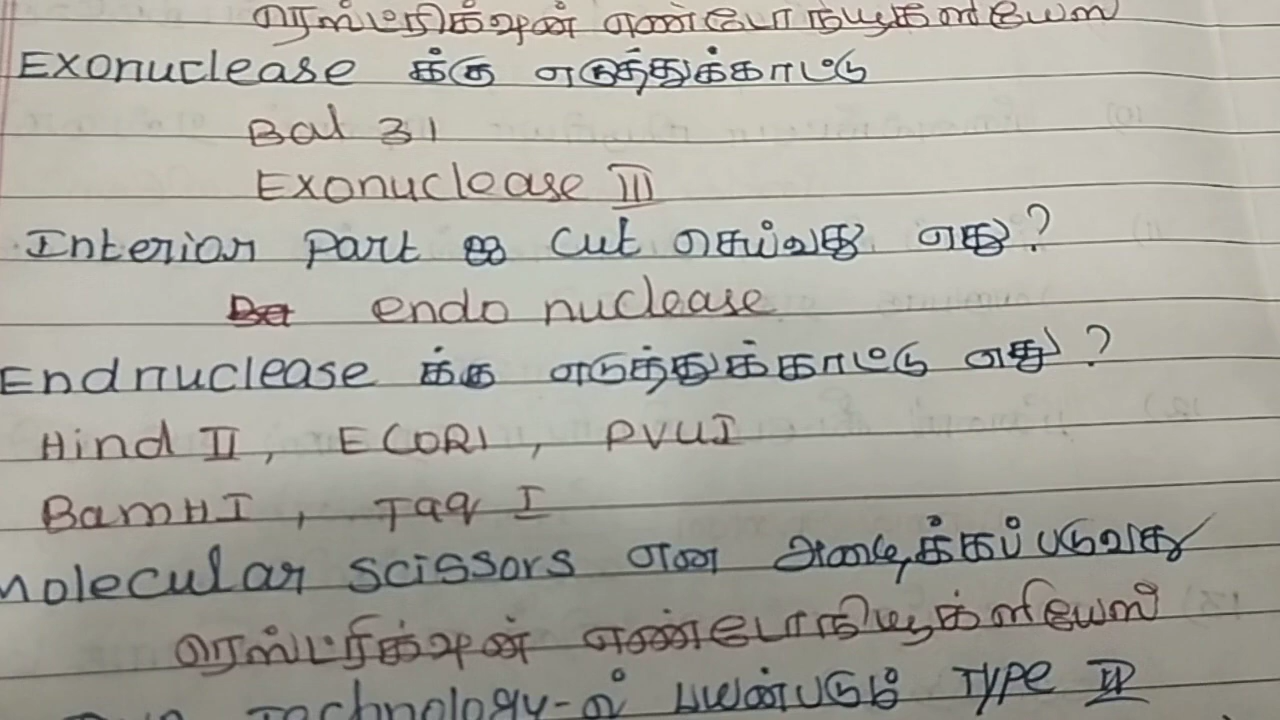 ரெஸ்ட்ரிக்ஷன் எண்டோநியூக்ளியேஸ்
Exonuclease க்கு எடுத்துக்காட்டு
Bal 31
Exonuclease III
Interior part ஐ cut செய்வது எது?
endo nuclease
Endnuclease க்கு எடுத்துக்காட்டு எது?
Hind II, ECORI, PVUI
BamHI, Taq I
Molecular scissors என அழைக்கப்படுவது
ரெஸ்ட்ரிக்ஷன் எண்டோநியூக்ளியேஸ்
Technology-ல் பயன்படும் Type II